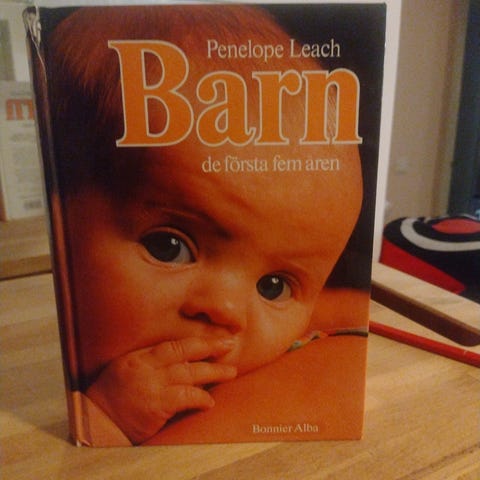 Penelope Leach
Barn
de första fem åren
Bonnier Alba